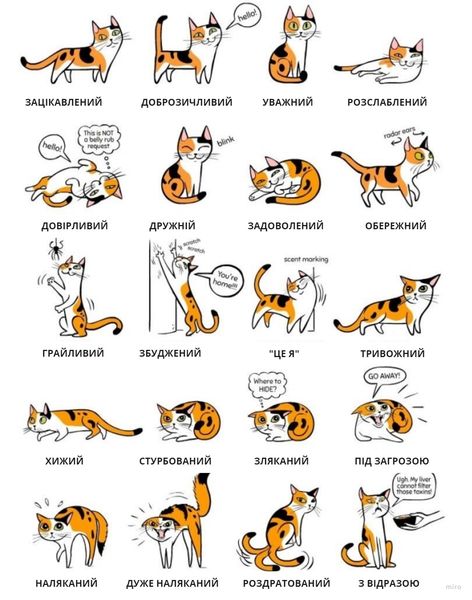 hello!
ЗАЦІКАВЛЕНИЙ
ДОБРОЗИЧЛИВИЙ
УВАЖНИЙ
РОЗСЛАБЛЕНИЙ
hello!
This is NOT
a belly rub
request
blink
radar ears
ДОВІРЛИВИЙ
ДРУЖНІЙ
ЗАДОВОЛЕНИЙ
ОБЕРЕЖНИЙ
scratch
scratch
You're
home!!!
scent marking
ГРАЙЛИВИЙ
ЗБУДЖЕНИЙ
"ЦЕ Я"
ТРИВОЖНИЙ
Where to
HIDE?
GO AWAY!
ХИЖИЙ
СТУРБОВАНИЙ
ЗЛЯКАНИЙ
ПІД ЗАГРОЗОЮ
Ugh. My liver
cannot filter
those toxins!
НАЛЯКАНИЙ
ДУЖЕ НАЛЯКАНИЙ
РОЗДРАТОВАНИЙ
З ВІДРАЗОЮ
miro